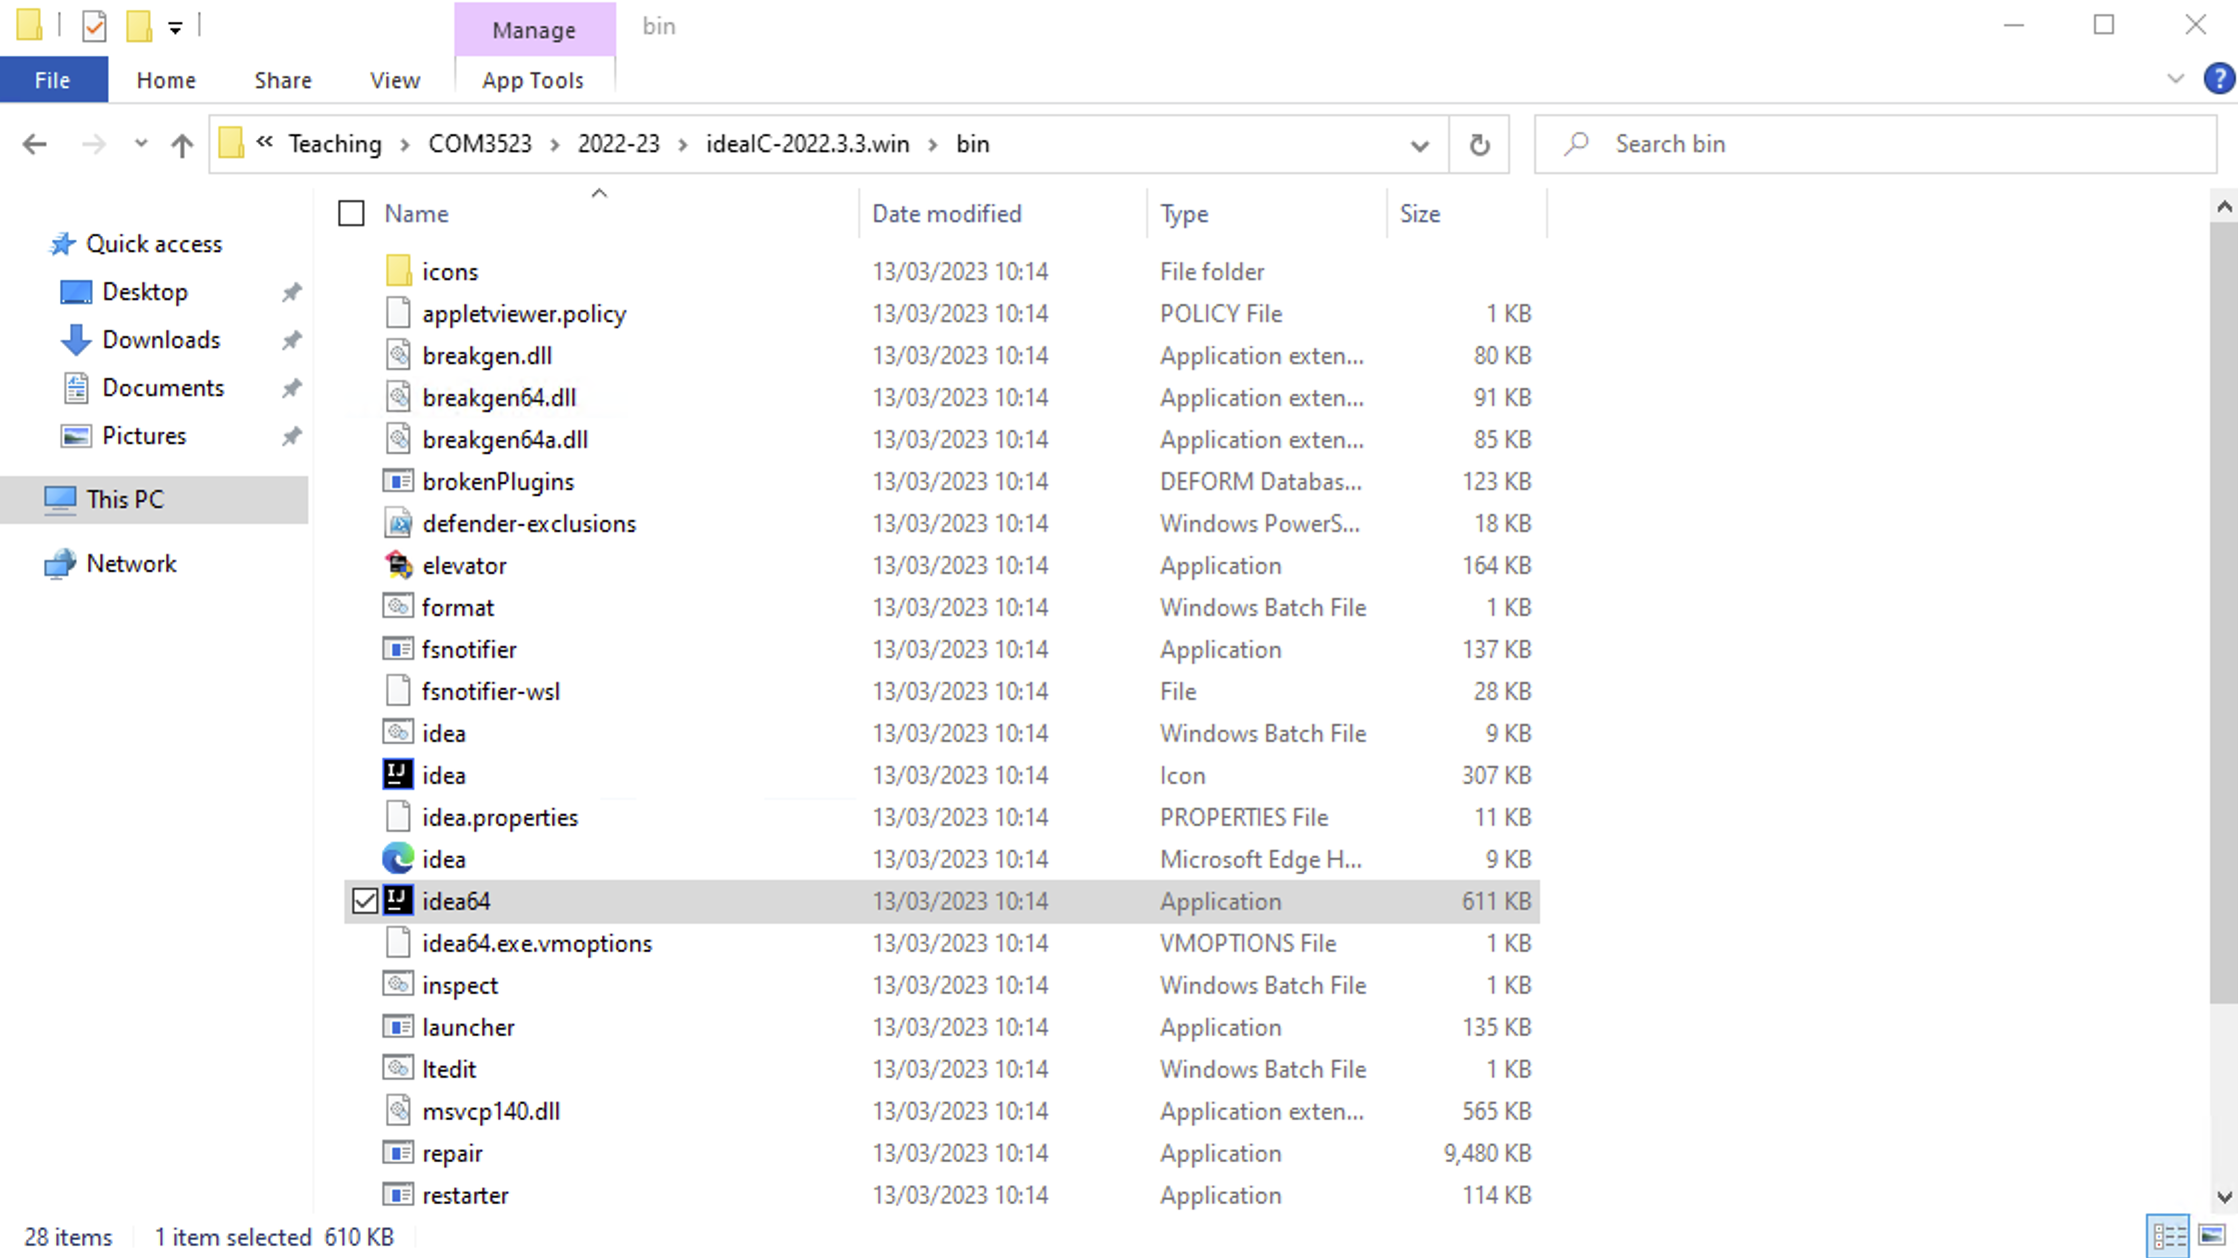 Manage bin
File Home Share View App Tools
« Teaching > COM3523 > 2022-23 > ideaIC-2022.3.3.win > bin Search bin
Name Date modified Type Size
Quick access
Desktop
Downloads
Documents
Pictures
This PC
Network
icons 13/03/2023 10:14 File folder
appletviewer.policy 13/03/2023 10:14 POLICY File 1 KB
breakgen.dll 13/03/2023 10:14 Application exten... 80 KB
breakgen64.dll 13/03/2023 10:14 Application exten... 91 KB
breakgen64a.dll 13/03/2023 10:14 Application exten... 85 KB
brokenPlugins 13/03/2023 10:14 DEFORM Databas... 123 KB
defender-exclusions 13/03/2023 10:14 Windows PowerS... 18 KB
elevator 13/03/2023 10:14 Application 164 KB
format 13/03/2023 10:14 Windows Batch File 1 KB
fsnotifier 13/03/2023 10:14 Application 137 KB
fsnotifier-wsl 13/03/2023 10:14 File 28 KB
idea 13/03/2023 10:14 Windows Batch File 9 KB
idea 13/03/2023 10:14 Icon 307 KB
idea.properties 13/03/2023 10:14 PROPERTIES File 11 KB
idea 13/03/2023 10:14 Microsoft Edge H... 9 KB
idea64 13/03/2023 10:14 Application 611 KB
idea64.exe.vmoptions 13/03/2023 10:14 VMOPTIONS File 1 KB
inspect 13/03/2023 10:14 Windows Batch File 1 KB
launcher 13/03/2023 10:14 Application 135 KB
ltedit 13/03/2023 10:14 Windows Batch File 1 KB
msvcp140.dll 13/03/2023 10:14 Application exten... 565 KB
repair 13/03/2023 10:14 Application 9,480 KB
restarter 13/03/2023 10:14 Application 114 KB
28 items 1 item selected 610 KB